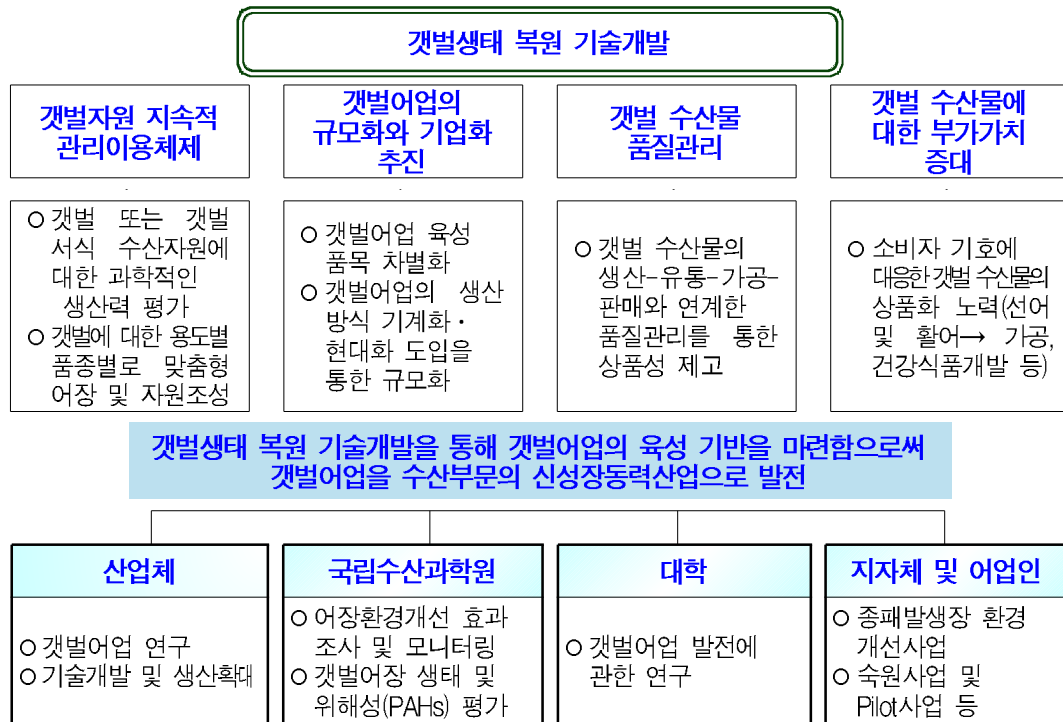 갯벌생태 복원 기술개발
갯벌자원 지속적
관리이용체제
갯벌어업의
규모화와 기업화
추진
갯벌 수산물
품질관리
갯벌 수산물에
대한 부가가치
증대
○ 갯벌 또는 갯벌
서식 수산자원에
대한 과학적인
생산력 평가
○ 갯벌에 대한 용도별
품종별로 맞춤형
어장 및 자원조성
○ 갯벌어업 육성
품목 차별화
○ 갯벌어업의 생산
방식 기계화·
현대화 도입을
통한 규모화
○ 갯벌 수산물의
생산-유통-가공-
판매와 연계한
품질관리를 통한
상품성 제고
○ 소비자 기호에
대응한 갯벌 수산물의
상품화 노력(선어
및 활어→ 가공,
건강식품개발 등)
갯벌생태 복원 기술개발을 통해 갯벌어업의 육성 기반을 마련함으로써
갯벌어업을 수산부문의 신성장동력산업으로 발전
산업체
○ 갯벌어업 연구
○ 기술개발 및 생산확대
국립수산과학원
○ 어장환경개선 효과
조사 및 모니터링
○ 갯벌어장 생태 및
위해성(PAHs) 평가
대학
○ 갯벌어업 발전에
관한 연구
지자체 및 어업인
○ 종패발생장 환경
개선사업
○ 숙원사업 및
Pilot사업 등